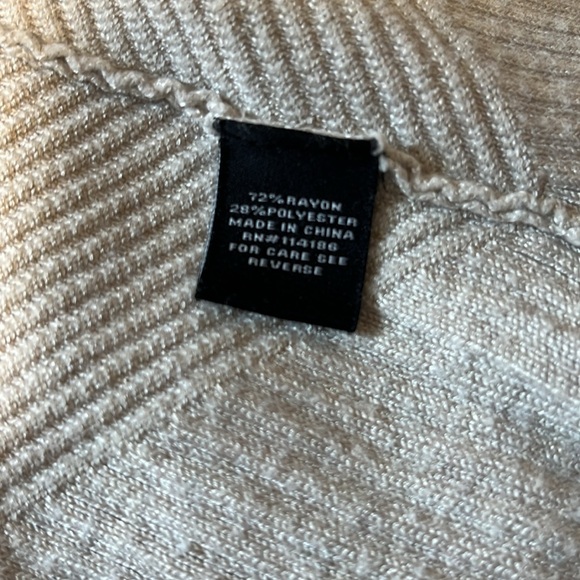 72% RAYON
28% POLYESTER
MADE IN CHINA
RN# 114186
FOR CARE SEE
REVERSE